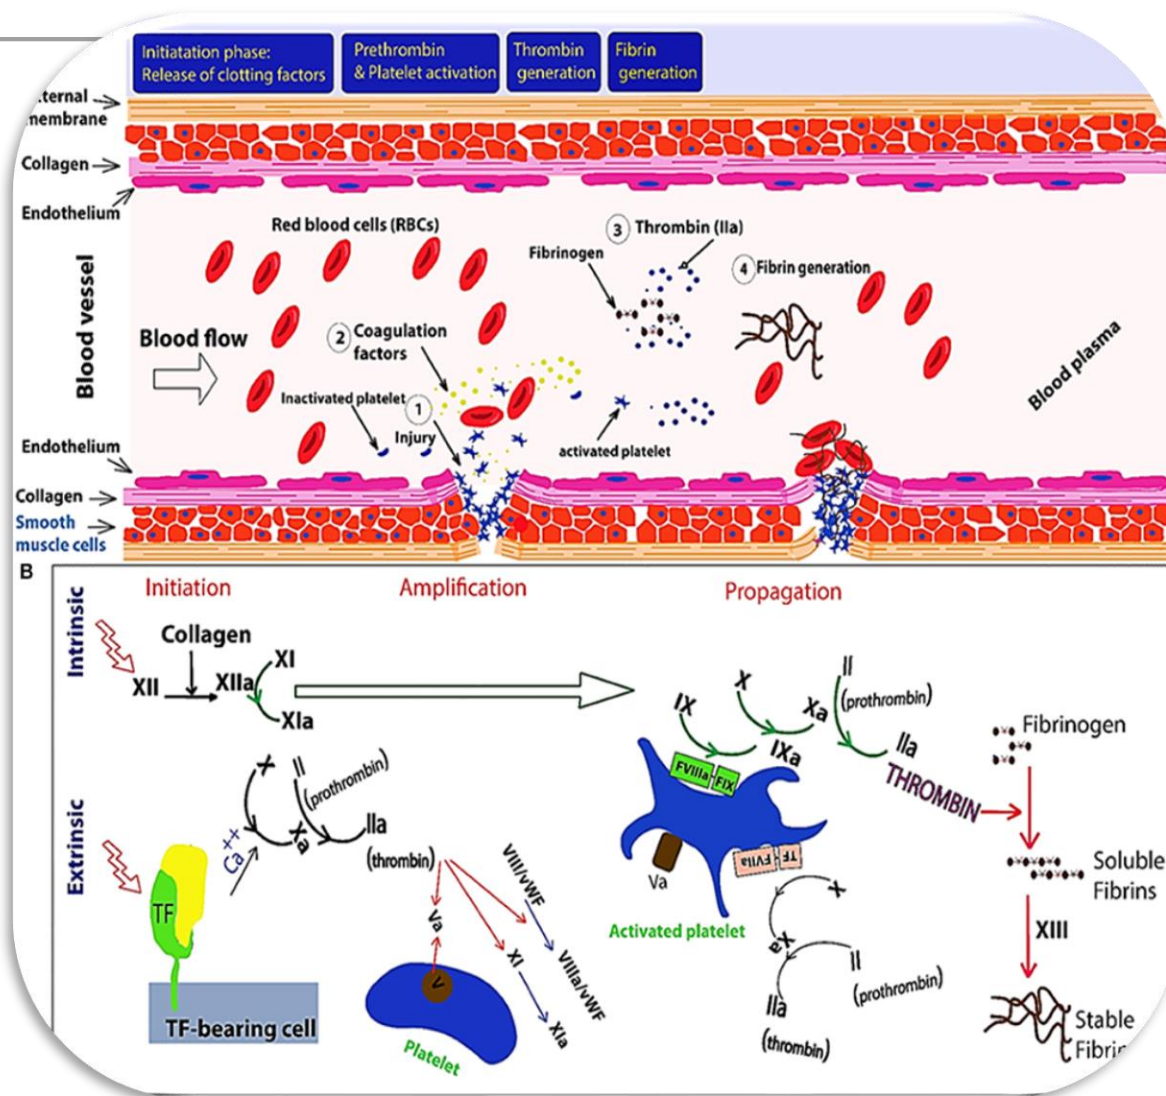 Initiatation phase:
Release of clotting factors
Prethrombin
& Platelet activation
Thrombin
generation
Fibrin
generation
membrane
Collagen
Endothelium
Blood vessel
Red blood cells (RBCs)
3 Thrombin (IIa)
Fibrinogen
4 Fibrin generation
Blood flow
2 Coagulation
factors
Inactivated platelet
1
Injury
activated platelet
Blood plasma
Endothelium
Collagen
Smooth
muscle cells
B
Initiation
Amplification
Propagation
Intrinsic
Collagen
XII
XIIa
XI
XIa
Extrinsic
TF
Ca++
X
Xa
II
(prothrombin)
IIa
(thrombin)
TF-bearing cell
Va
V
Platelet
XI
XIa
VIII/vWF
VIIIa/vWF
IX
IXa
X
Xa
II
(prothrombin)
IIa
THROMBIN
FVIIIa-FIX
Va
TF-FVIIa
Activated platelet
X
Xa
II
(prothrombin)
IIa
(thrombin)
Fibrinogen
Soluble
Fibrins
XIII
Stable